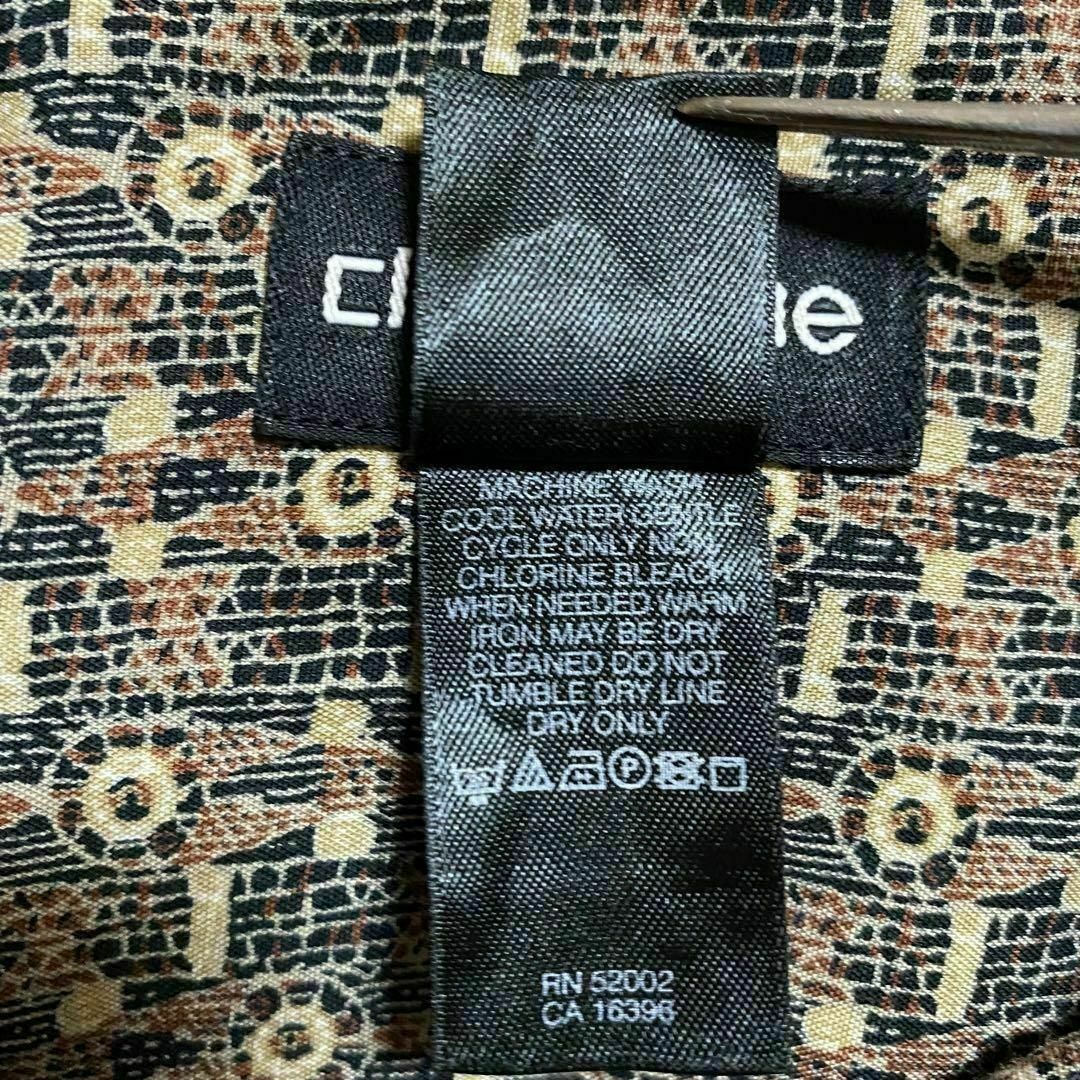 MACHINE WASH
COOL WATER GENTLE
CYCLE ONLY NON
CHLORINE BLEACH
WHEN NEEDED WARM
IRON MAY BE DRY
CLEANED DO NOT
TUMBLE DRY LINE
DRY ONLY
P
RN 52002
CA 16396